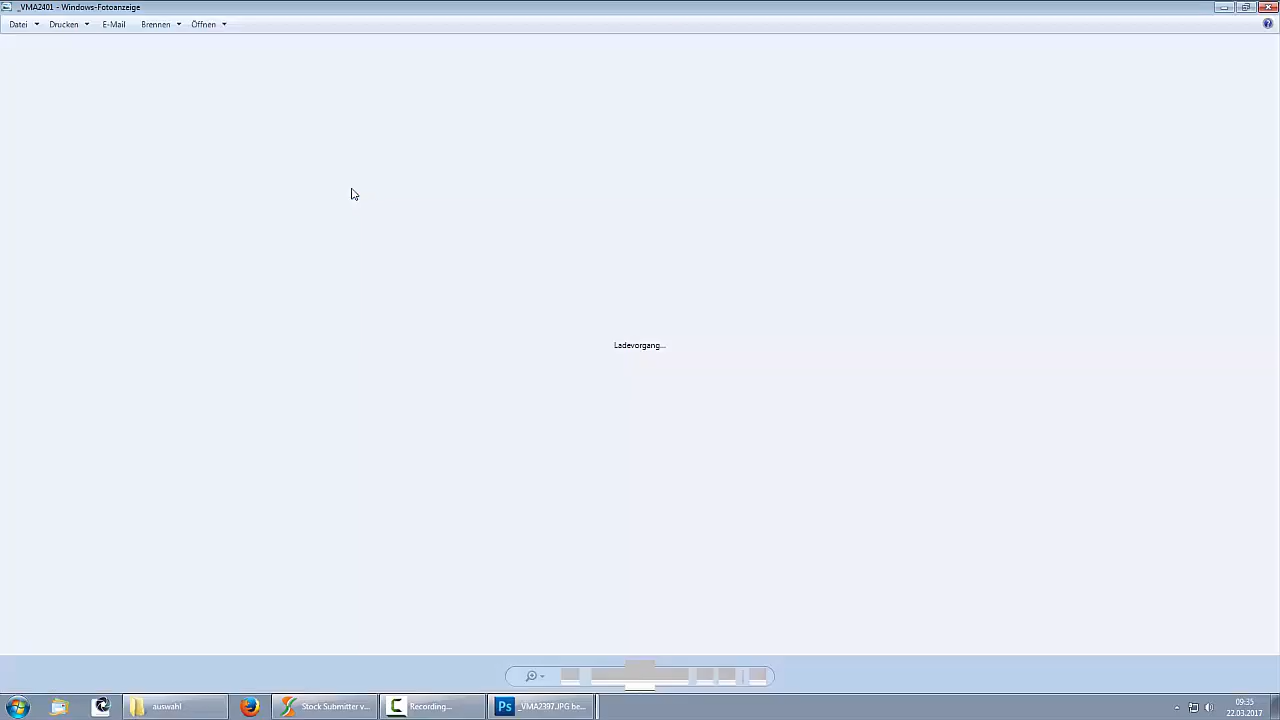 _VMA2401 - Windows-Fotoanzeige
Datei Drucken E-Mail Brennen Öffnen
Ladevorgang...
auswahl Stock Submitter v... Recording... Ps _VMA2397.JPG be... 09:35
22.03.2017